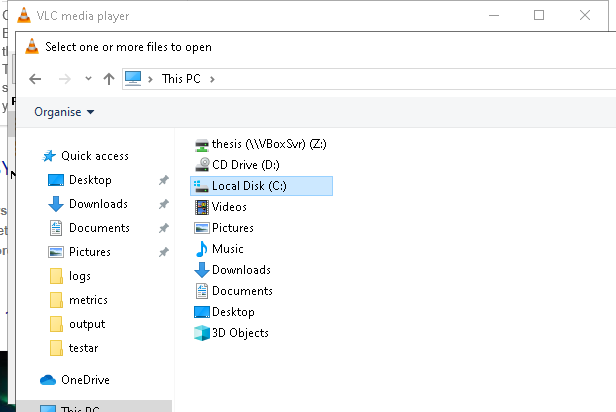 VLC media player
Select one or more files to open
This PC
Organise
Quick access
Desktop
Downloads
Documents
Pictures
logs
metrics
output
testar
OneDrive
This PC
thesis (\\VBoxSvr) (Z:)
CD Drive (D:)
Local Disk (C:)
Videos
Pictures
Music
Downloads
Documents
Desktop
3D Objects